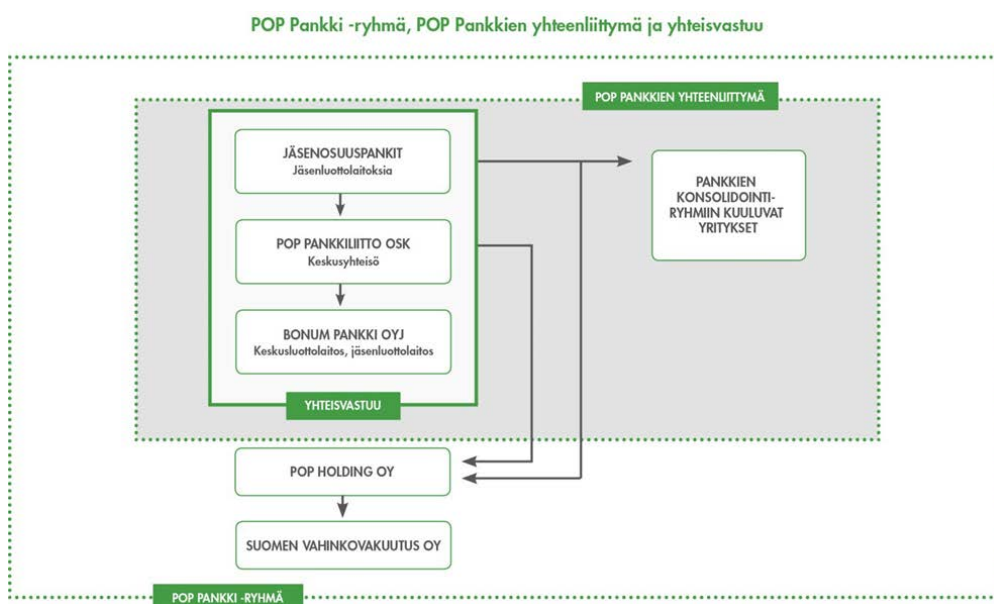 POP Pankki -ryhmä, POP Pankkien yhteenliittymä ja yhteisvastuu
POP PANKKIEN YHTEENLIITTYMÄ
JÄSENOSUUSPANKIT
Jäsenluottolaitoksia
POP PANKKILIITTO OSK
Keskusyhteisö
BONUM PANKKI OYJ
Keskusluottolaitos, jäsenluottolaitos
YHTEISVASTUU
PANKKIEN
KONSOLIDOINTI-
RYHMIIN KUULUVAT
YRITYKSET
POP HOLDING OY
SUOMEN VAHINKOVAKUUTUS OY
POP PANKKI -RYHMÄ